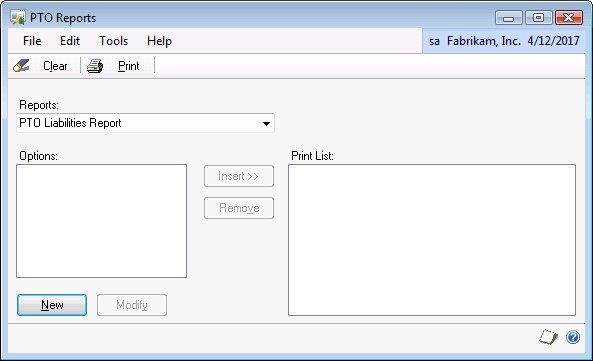 PTO Reports
File Edit Tools Help sa Fabrikam, Inc. 4/12/2017
Clear Print
Reports:
PTO Liabilities Report
Options: Print List:
Insert >>
Remove
New Modify